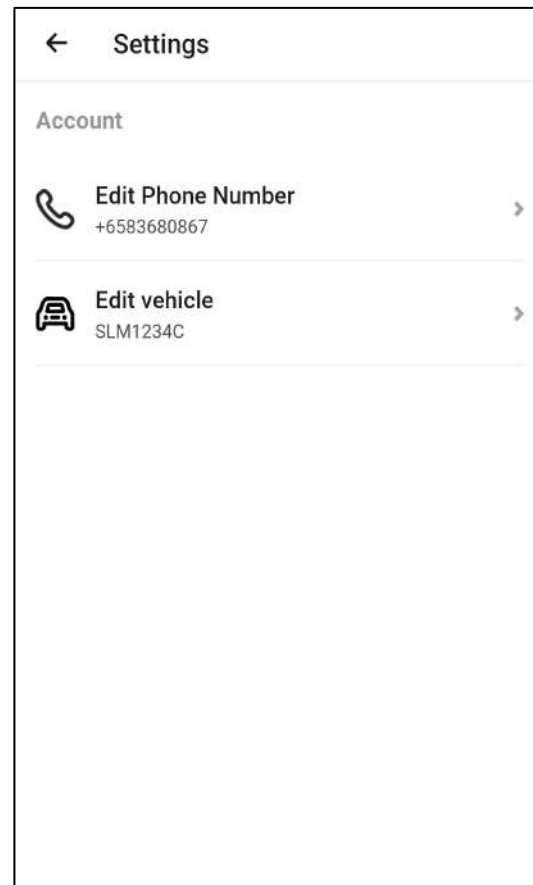 Settings
Account
Edit Phone Number
+6583680867
Edit vehicle
SLM1234C